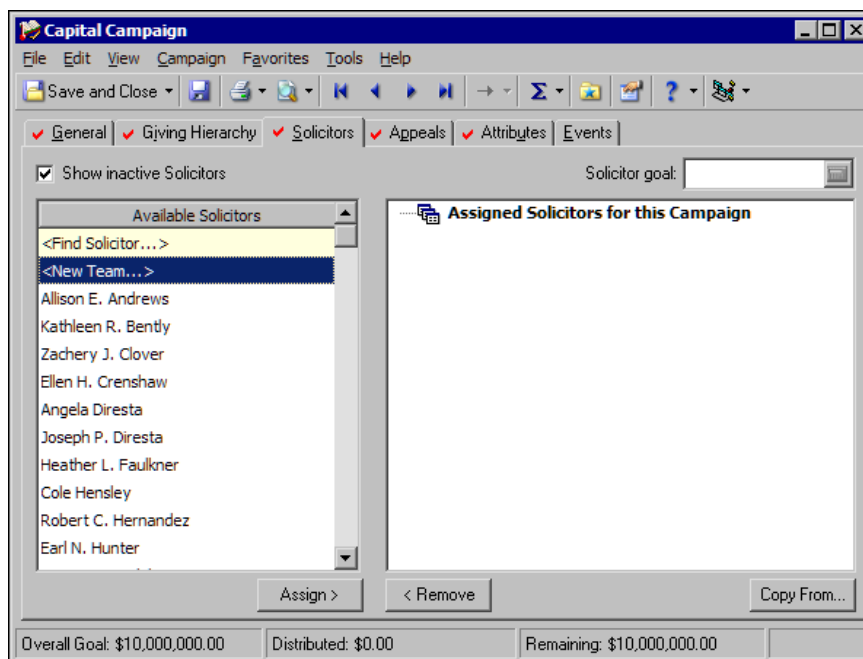 Capital Campaign
File Edit View Campaign Favorites Tools Help
Save and Close Σ ?
General Giving Hierarchy Solicitors Appeals Attributes Events
Show inactive Solicitors Solicitor goal:
Available Solicitors
Assigned Solicitors for this Campaign
<Find Solicitor...>
<New Team...>
Allison E. Andrews
Kathleen R. Bently
Zachery J. Clover
Ellen H. Crenshaw
Angela Diresta
Joseph P. Diresta
Heather L. Faulkner
Cole Hensley
Robert C. Hernandez
Earl N. Hunter
Assign > < Remove Copy From...
Overall Goal: $10,000,000.00 Distributed: $0.00 Remaining: $10,000,000.00